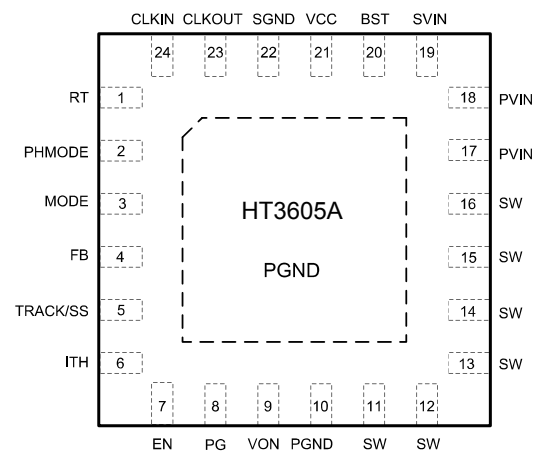 CLKIN CLKOUT SGND VCC BST SVIN
24 23 22 21 20 19
RT 1 18 PVIN
PHMODE 2 17 PVIN
MODE 3 16 SW
HT3605A
FB 4 15 SW
PGND
TRACK/SS 5 14 SW
ITH 6 13 SW
7 8 9 10 11 12
EN PG VON PGND SW SW